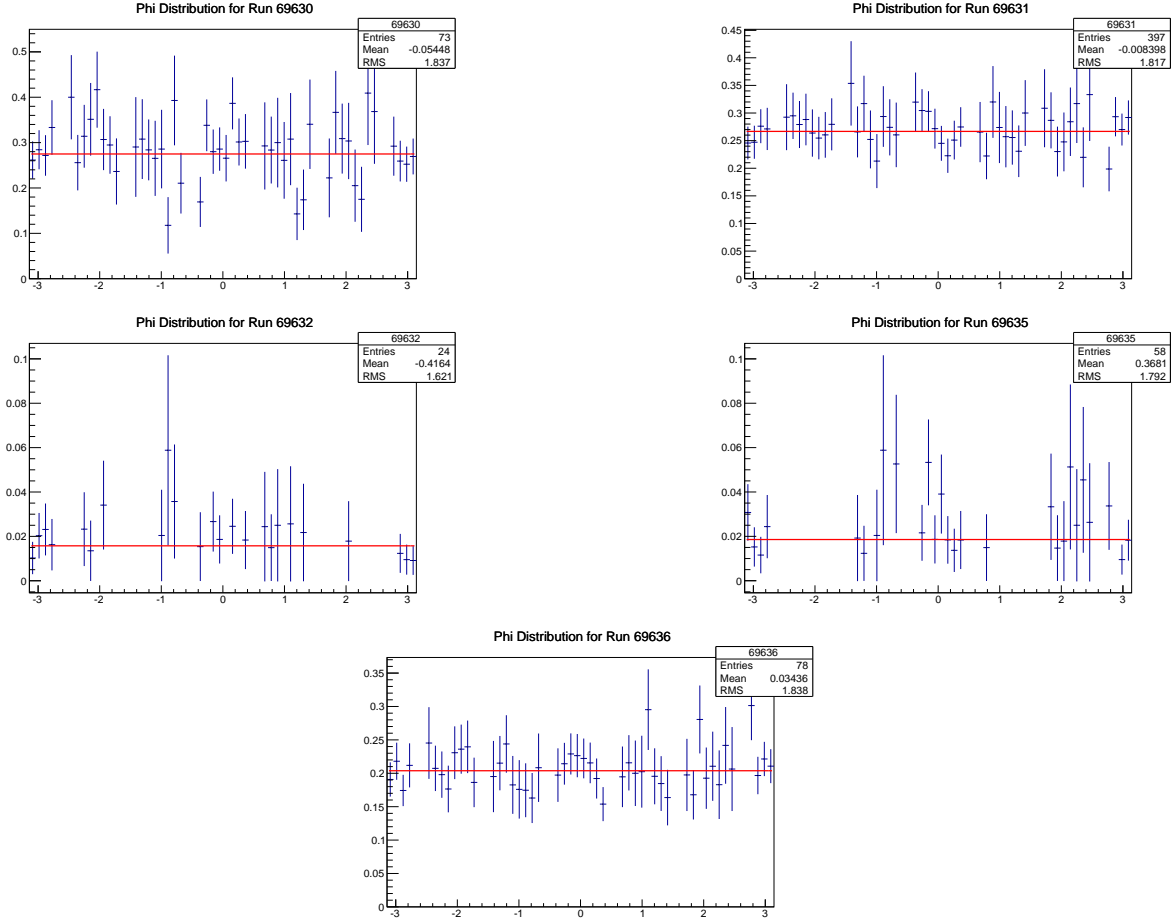 Phi Distribution for Run 69630
69630
Entries 73
Mean -0.05448
RMS 1.837
0.5
0.4
0.3
0.2
0.1
0
-3 -2 -1 0 1 2 3
Phi Distribution for Run 69631
69631
Entries 397
Mean -0.008398
RMS 1.817
0.45
0.4
0.35
0.3
0.25
0.2
0.15
0.1
0.05
0
-3 -2 -1 0 1 2 3
Phi Distribution for Run 69632
69632
Entries 24
Mean -0.4164
RMS 1.621
0.1
0.08
0.06
0.04
0.02
0
-3 -2 -1 0 1 2 3
Phi Distribution for Run 69635
69635
Entries 58
Mean 0.3681
RMS 1.792
0.1
0.08
0.06
0.04
0.02
0
-3 -2 -1 0 1 2 3
Phi Distribution for Run 69636
69636
Entries 78
Mean 0.03436
RMS 1.838
0.35
0.3
0.25
0.2
0.15
0.1
0.05
0
-3 -2 -1 0 1 2 3